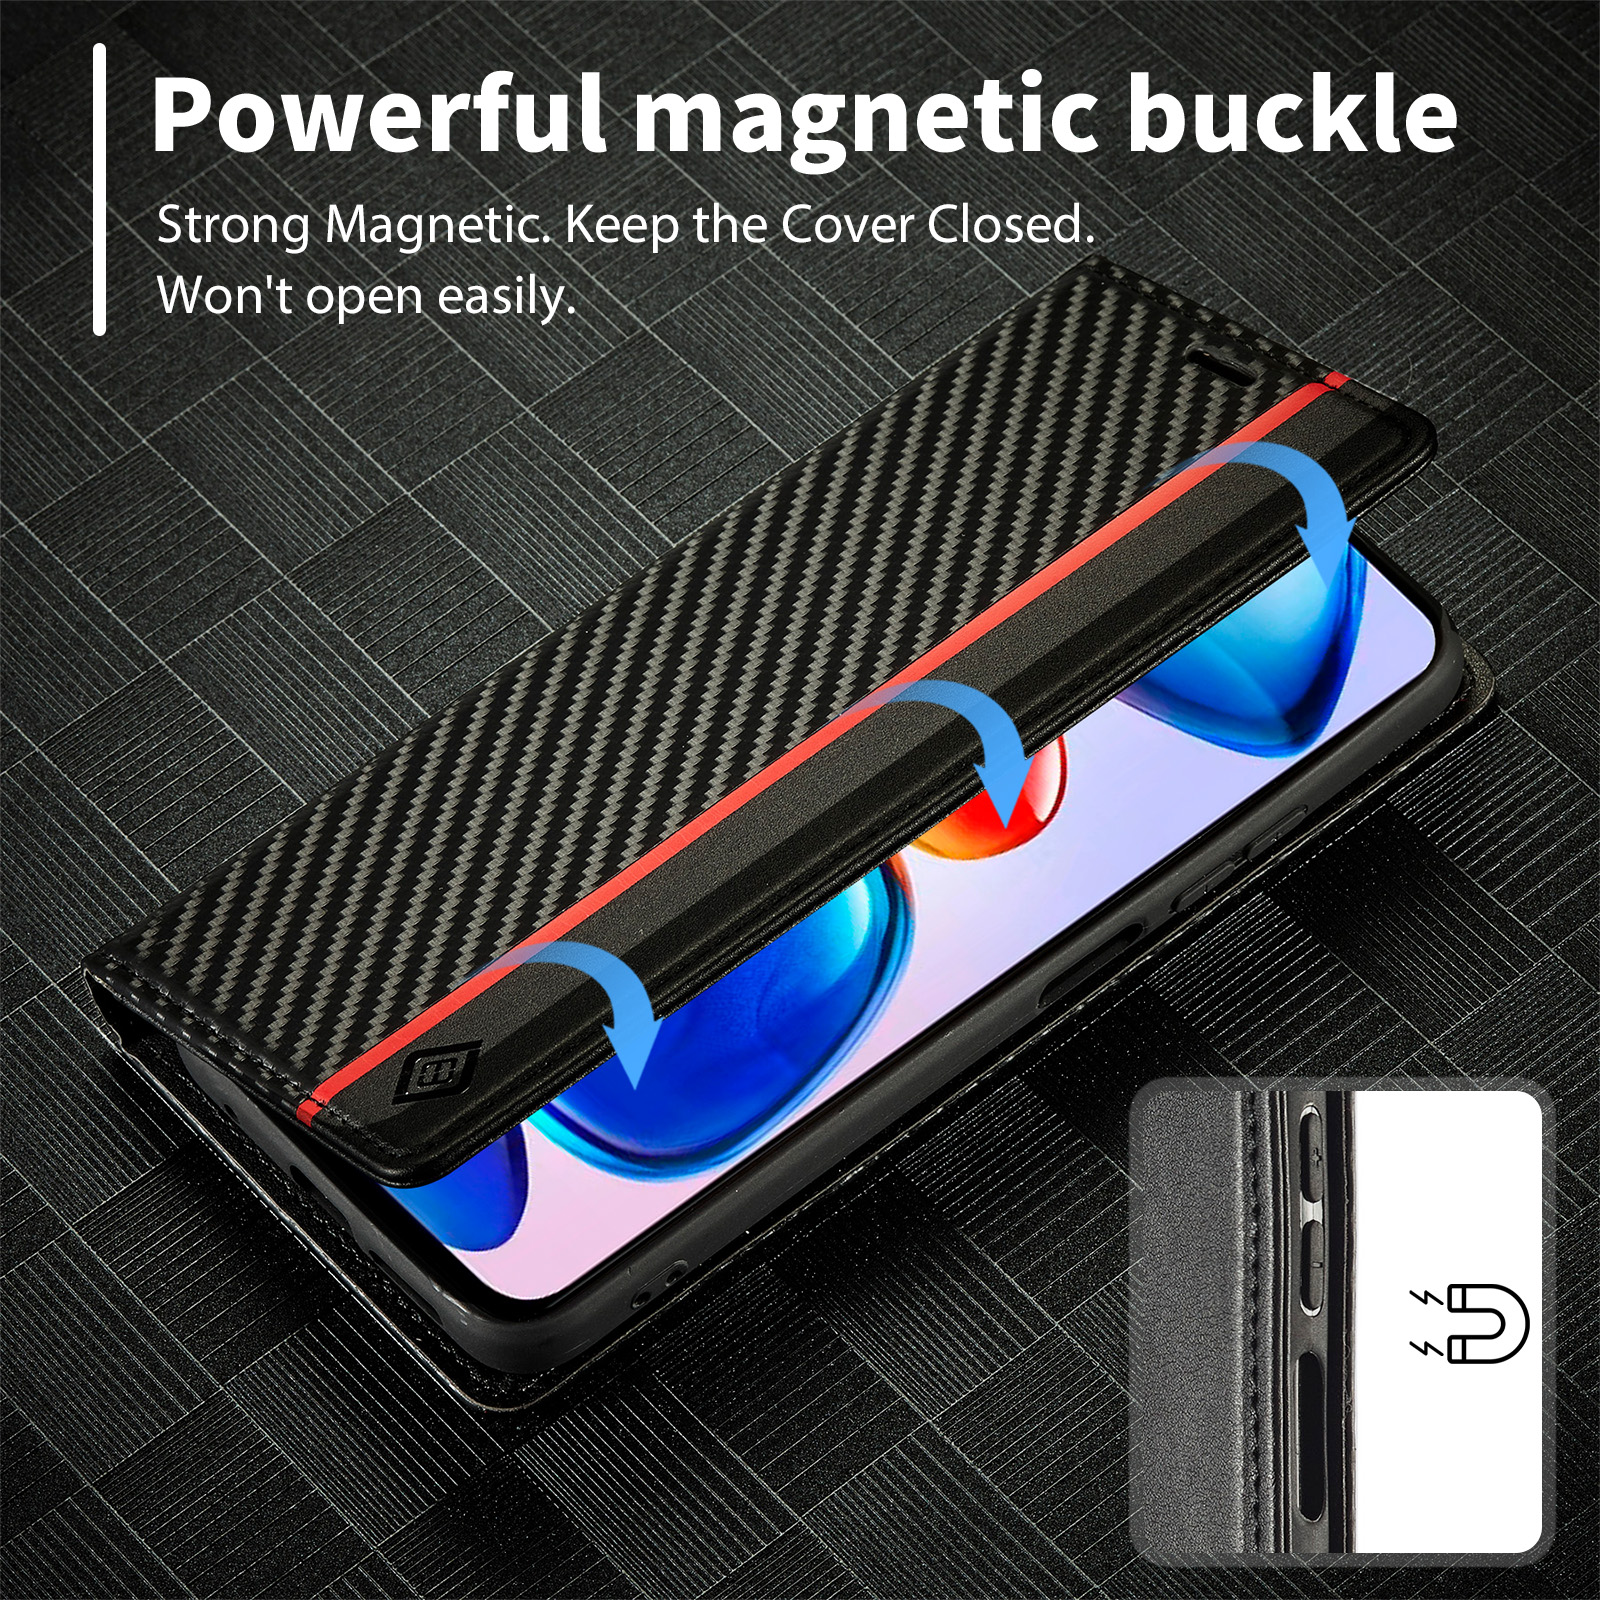 Powerful magnetic buckle
Strong Magnetic. Keep the Cover Closed.
Won't open easily.